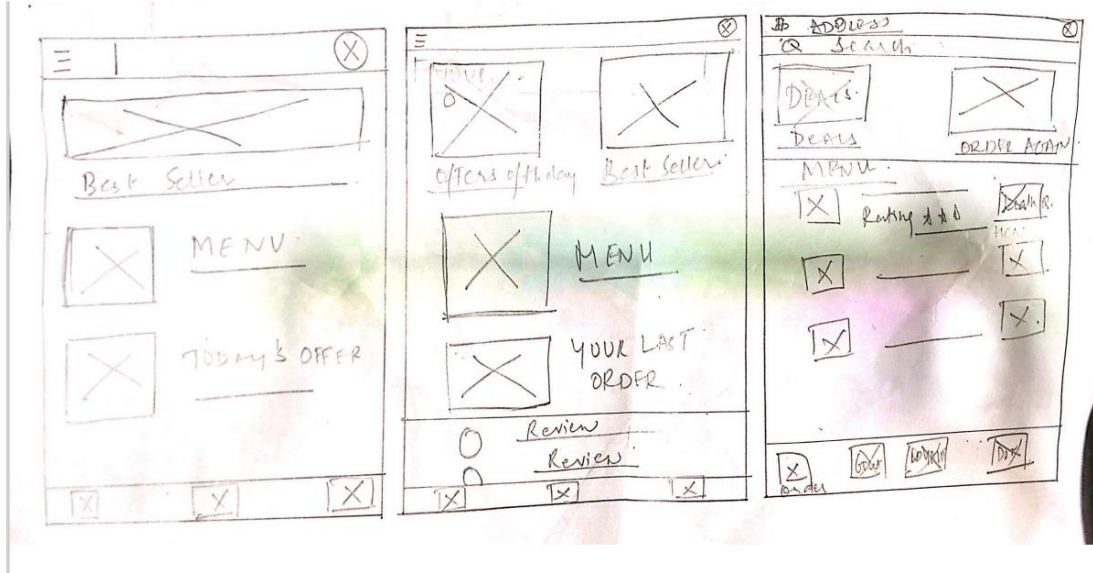 Best Seller
MENU
TODAY'S OFFER
YOUR
Offers of the day
Best Seller
MENU
YOUR LAST
ORDER
Review
Review
ADDRESS
Search
DEALS
DEALS
ORDER AGAIN
MENU
Rating
Order